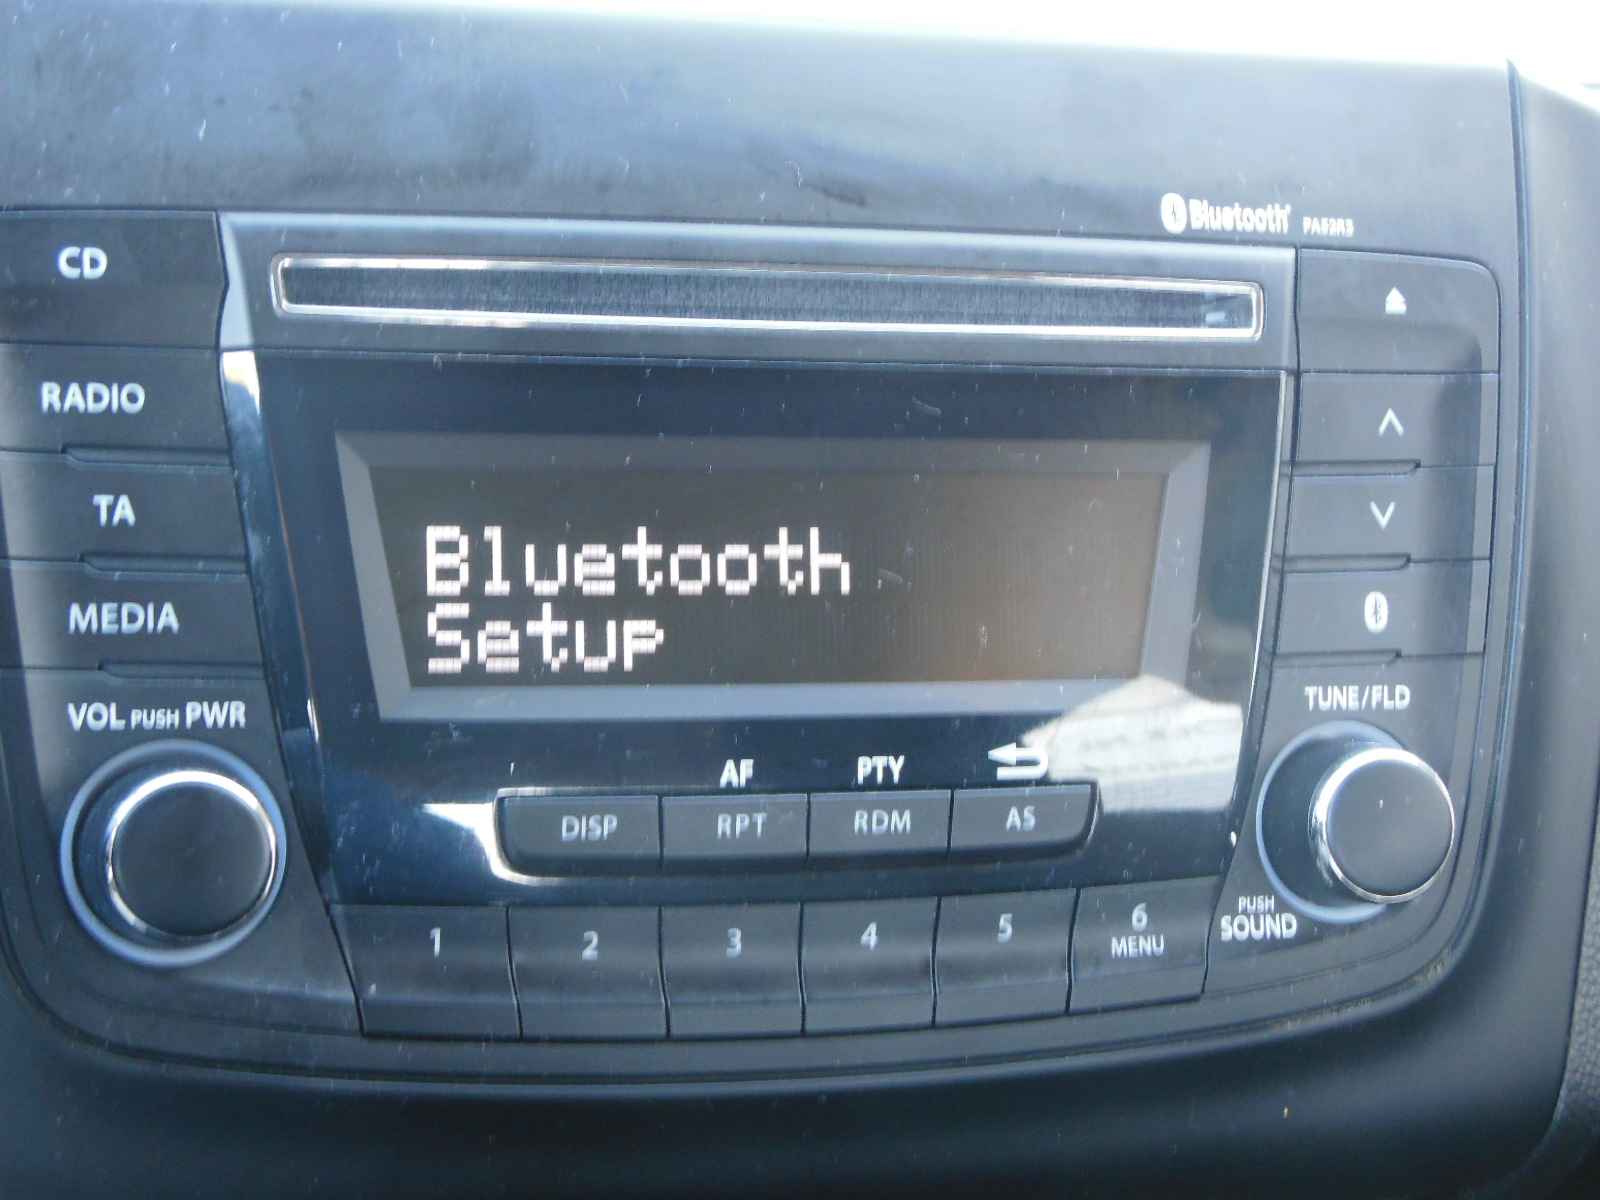 Bluetooth PA53R3
CD
RADIO
TA
MEDIA
VOL PUSH PWR
Bluetooth
Setup
TUNE/FLD
AF PTY
DISP RPT RDM AS
1 2 3 4 5 6
MENU
PUSH
SOUND